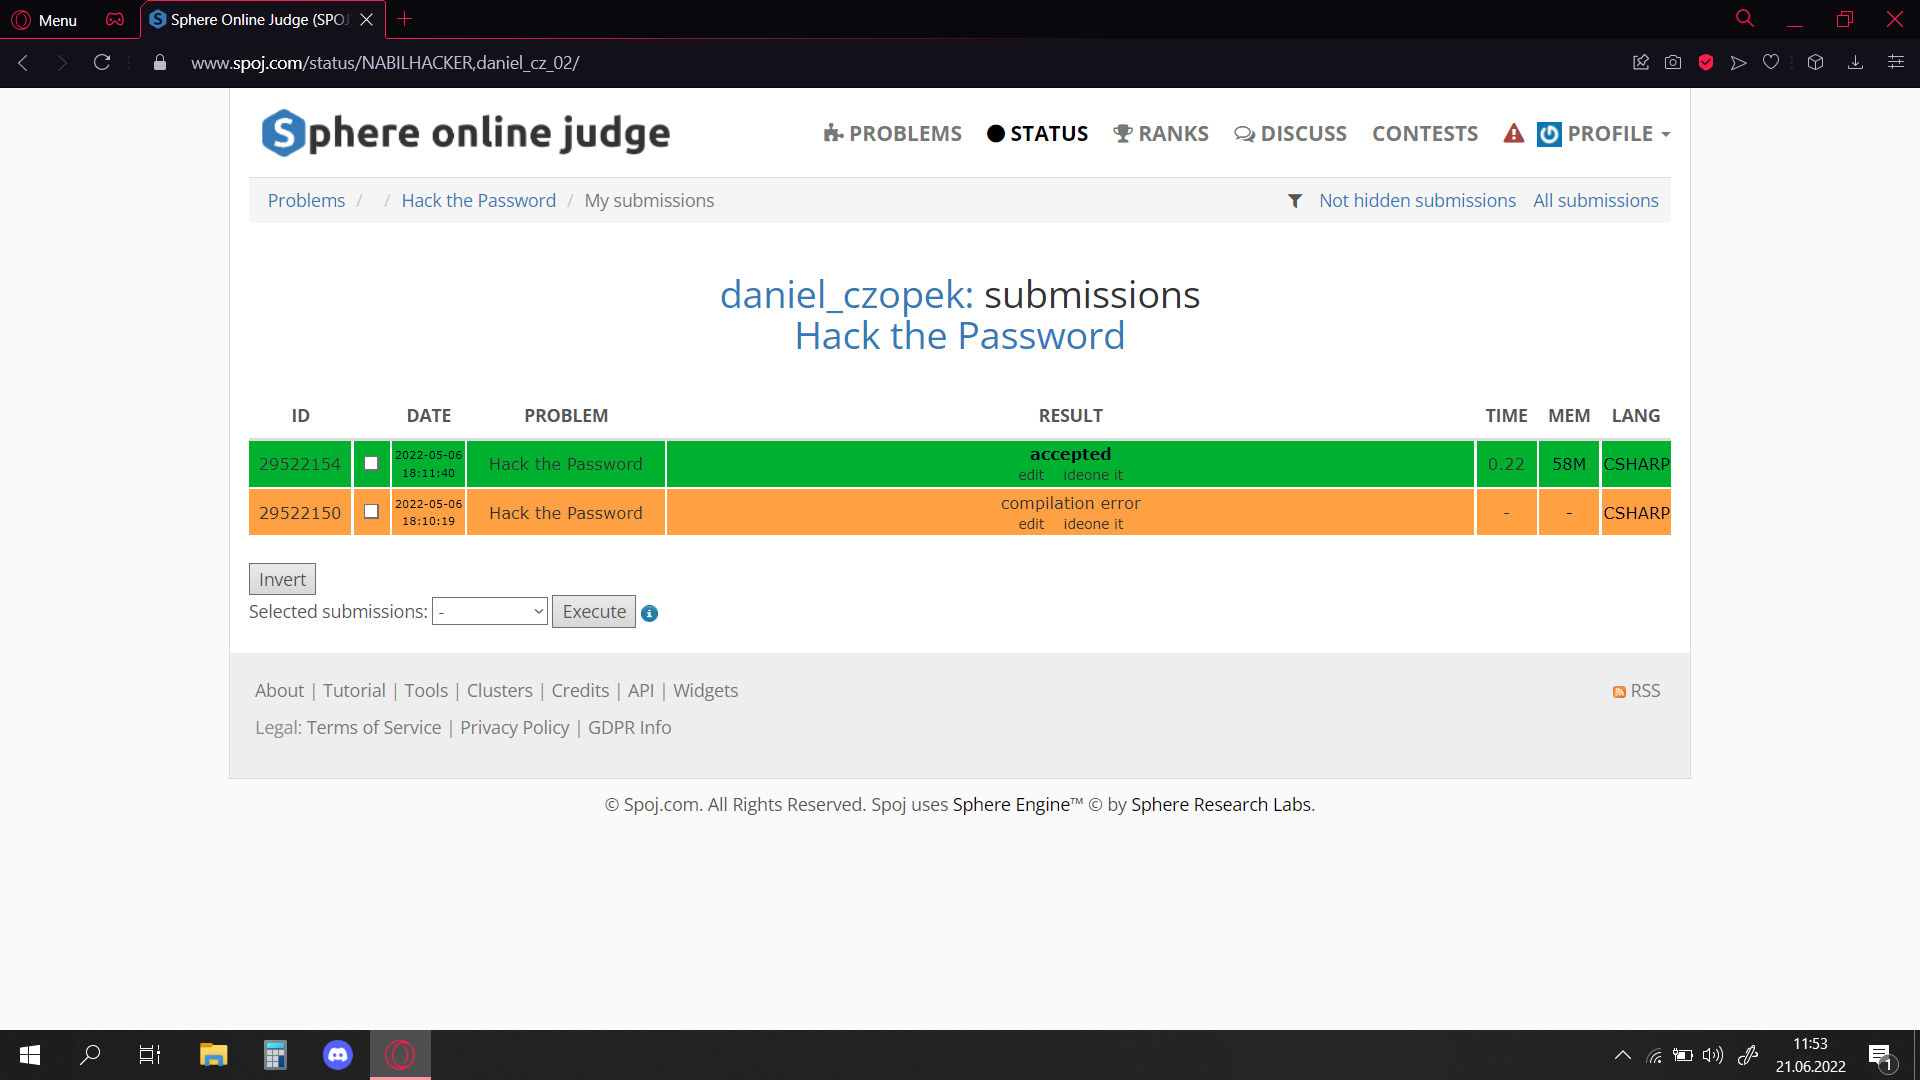 Menu
Sphere Online Judge (SPOJ
www.spoj.com/status/NABILHACKER,daniel_cz_02/
Sphere online judge
PROBLEMS STATUS RANKS DISCUSS CONTESTS PROFILE
Problems / / Hack the Password / My submissions
Not hidden submissions All submissions
daniel_czopek: submissions
Hack the Password
ID DATE PROBLEM RESULT TIME MEM LANG
29522154 2022-05-06 18:11:40 Hack the Password accepted 0.22 58M CSHARP
edit ideone it
29522150 2022-05-06 18:10:19 Hack the Password compilation error - - CSHARP
edit ideone it
Invert
Selected submissions: - Execute
About | Tutorial | Tools | Clusters | Credits | API | Widgets
RSS
Legal: Terms of Service | Privacy Policy | GDPR Info
© Spoj.com. All Rights Reserved. Spoj uses Sphere Engine™ © by Sphere Research Labs.
11:53
21.06.2022
1